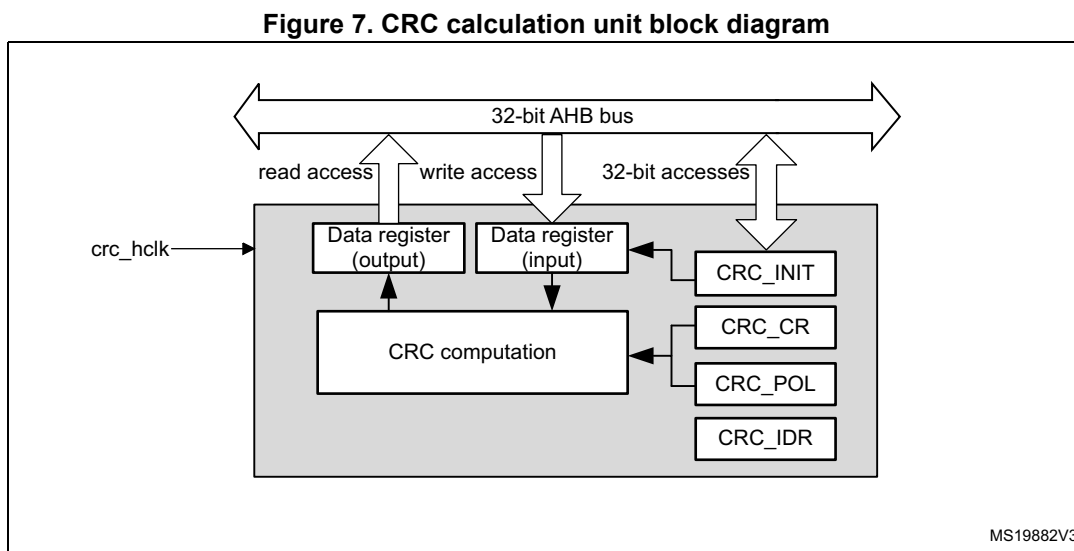 Figure 7. CRC calculation unit block diagram
32-bit AHB bus
read access
write access
32-bit accesses
crc_hclk
Data register
(output)
Data register
(input)
CRC_INIT
CRC_CR
CRC computation
CRC_POL
CRC_IDR
MS19882V3